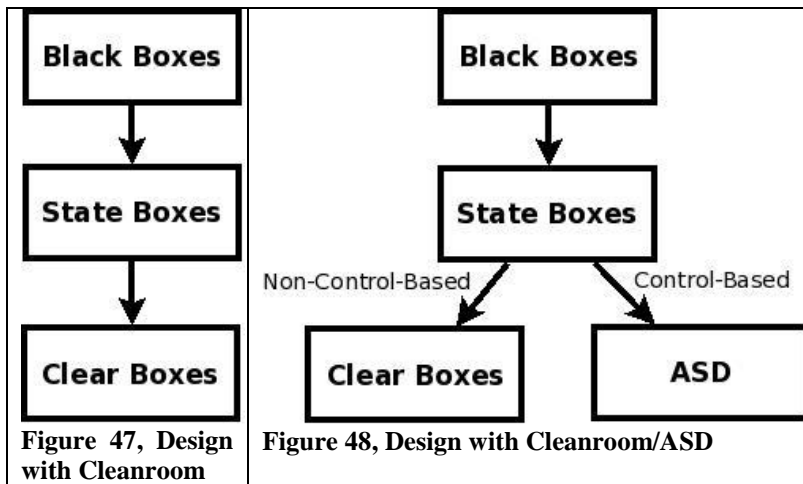 Black Boxes
State Boxes
Clear Boxes
Figure 47, Design
with Cleanroom
Black Boxes
State Boxes
Non-Control-Based
Control-Based
Clear Boxes
ASD
Figure 48, Design with Cleanroom/ASD